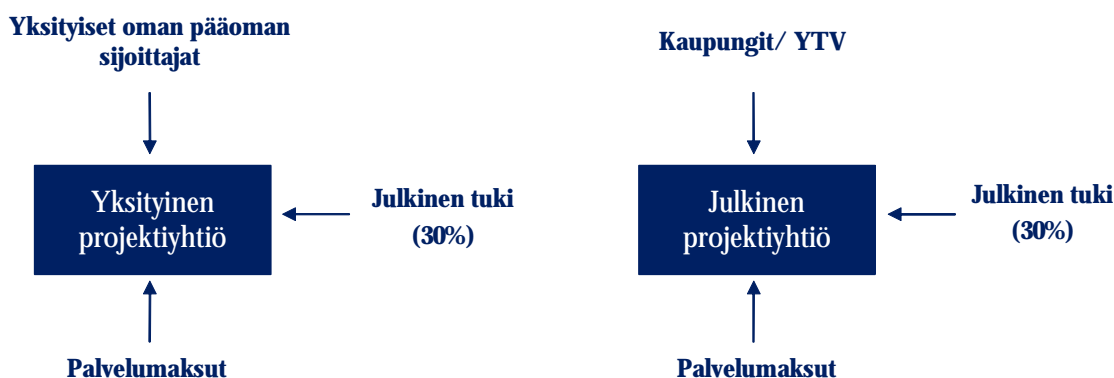 Yksityiset oman pääoman
sijoittajat
Yksityinen
projektiyhtiö
Julkinen tuki
(30%)
Palvelumaksut
Kaupungit/ YTV
Julkinen
projektiyhtiö
Julkinen tuki
(30%)
Palvelumaksut